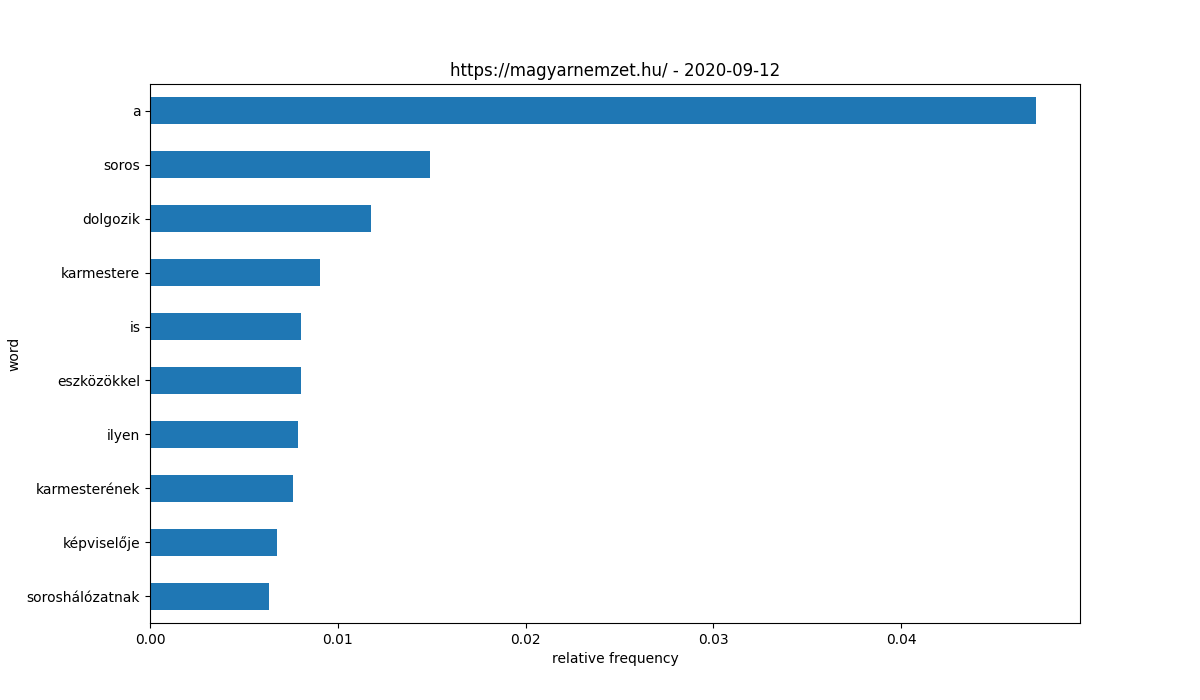 https://magyarnemzet.hu/ - 2020-09-12
word
a
soros
dolgozik
karmestere
is
eszközökkel
ilyen
karmesterének
képviselője
soroshálózatnak
0.00 0.01 0.02 0.03 0.04
relative frequency